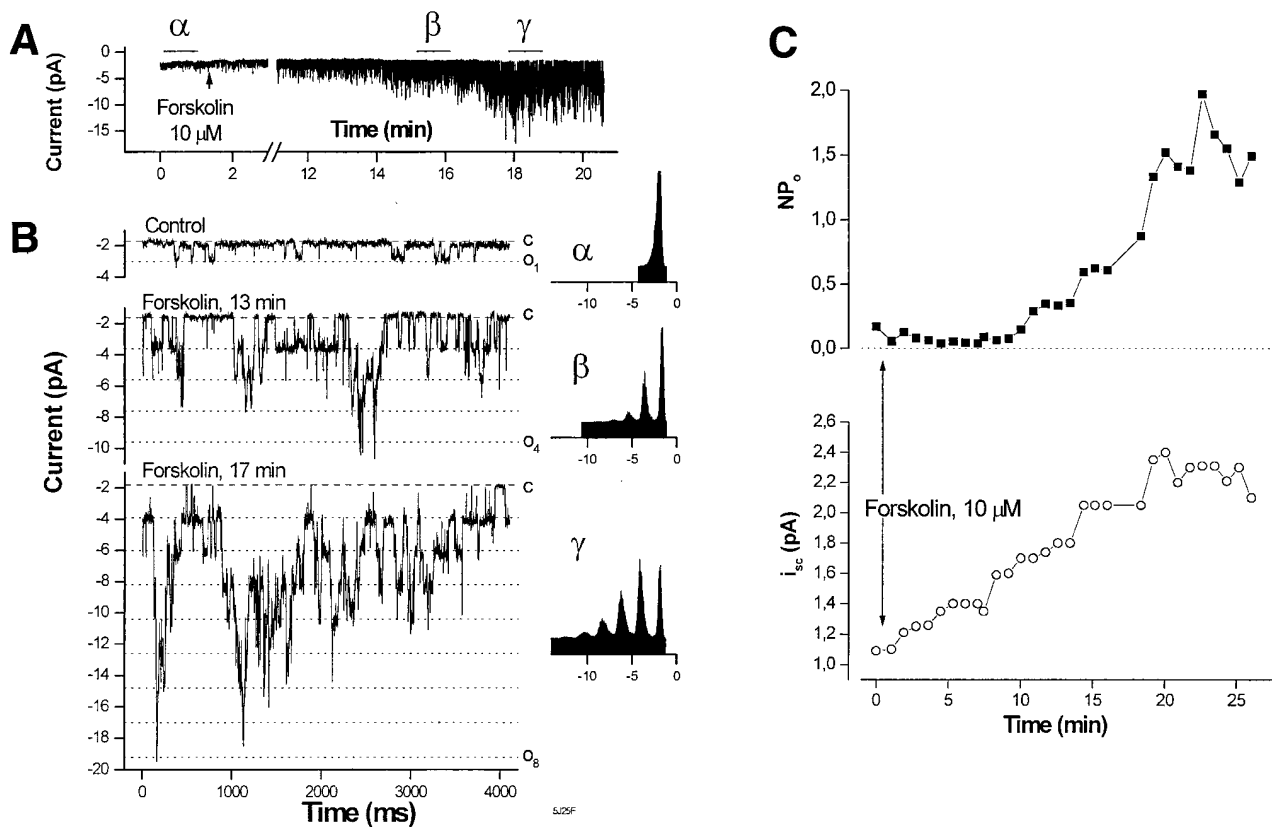 A
α
β
γ
Current (pA)
0
-5
-10
-15
Forskolin
10 µM
Time (min)
0
2
12
14
16
18
20
B
Current (pA)
Control
-2
-4
C
O1
α
-10
-5
0
Forskolin, 13 min
-2
-4
-6
-8
-10
C
O4
β
-10
-5
0
Forskolin, 17 min
-2
-4
-6
-8
-10
-12
-14
-16
-18
-20
C
O8
γ
-10
-5
0
0
1000
2000
3000
4000
Time (ms)
5J25F
C
NPo
2,0
1,5
1,0
0,5
0,0
Forskolin, 10 µM
isc (pA)
2,6
2,4
2,2
2,0
1,8
1,6
1,4
1,2
1,0
0
5
10
15
20
25
Time (min)